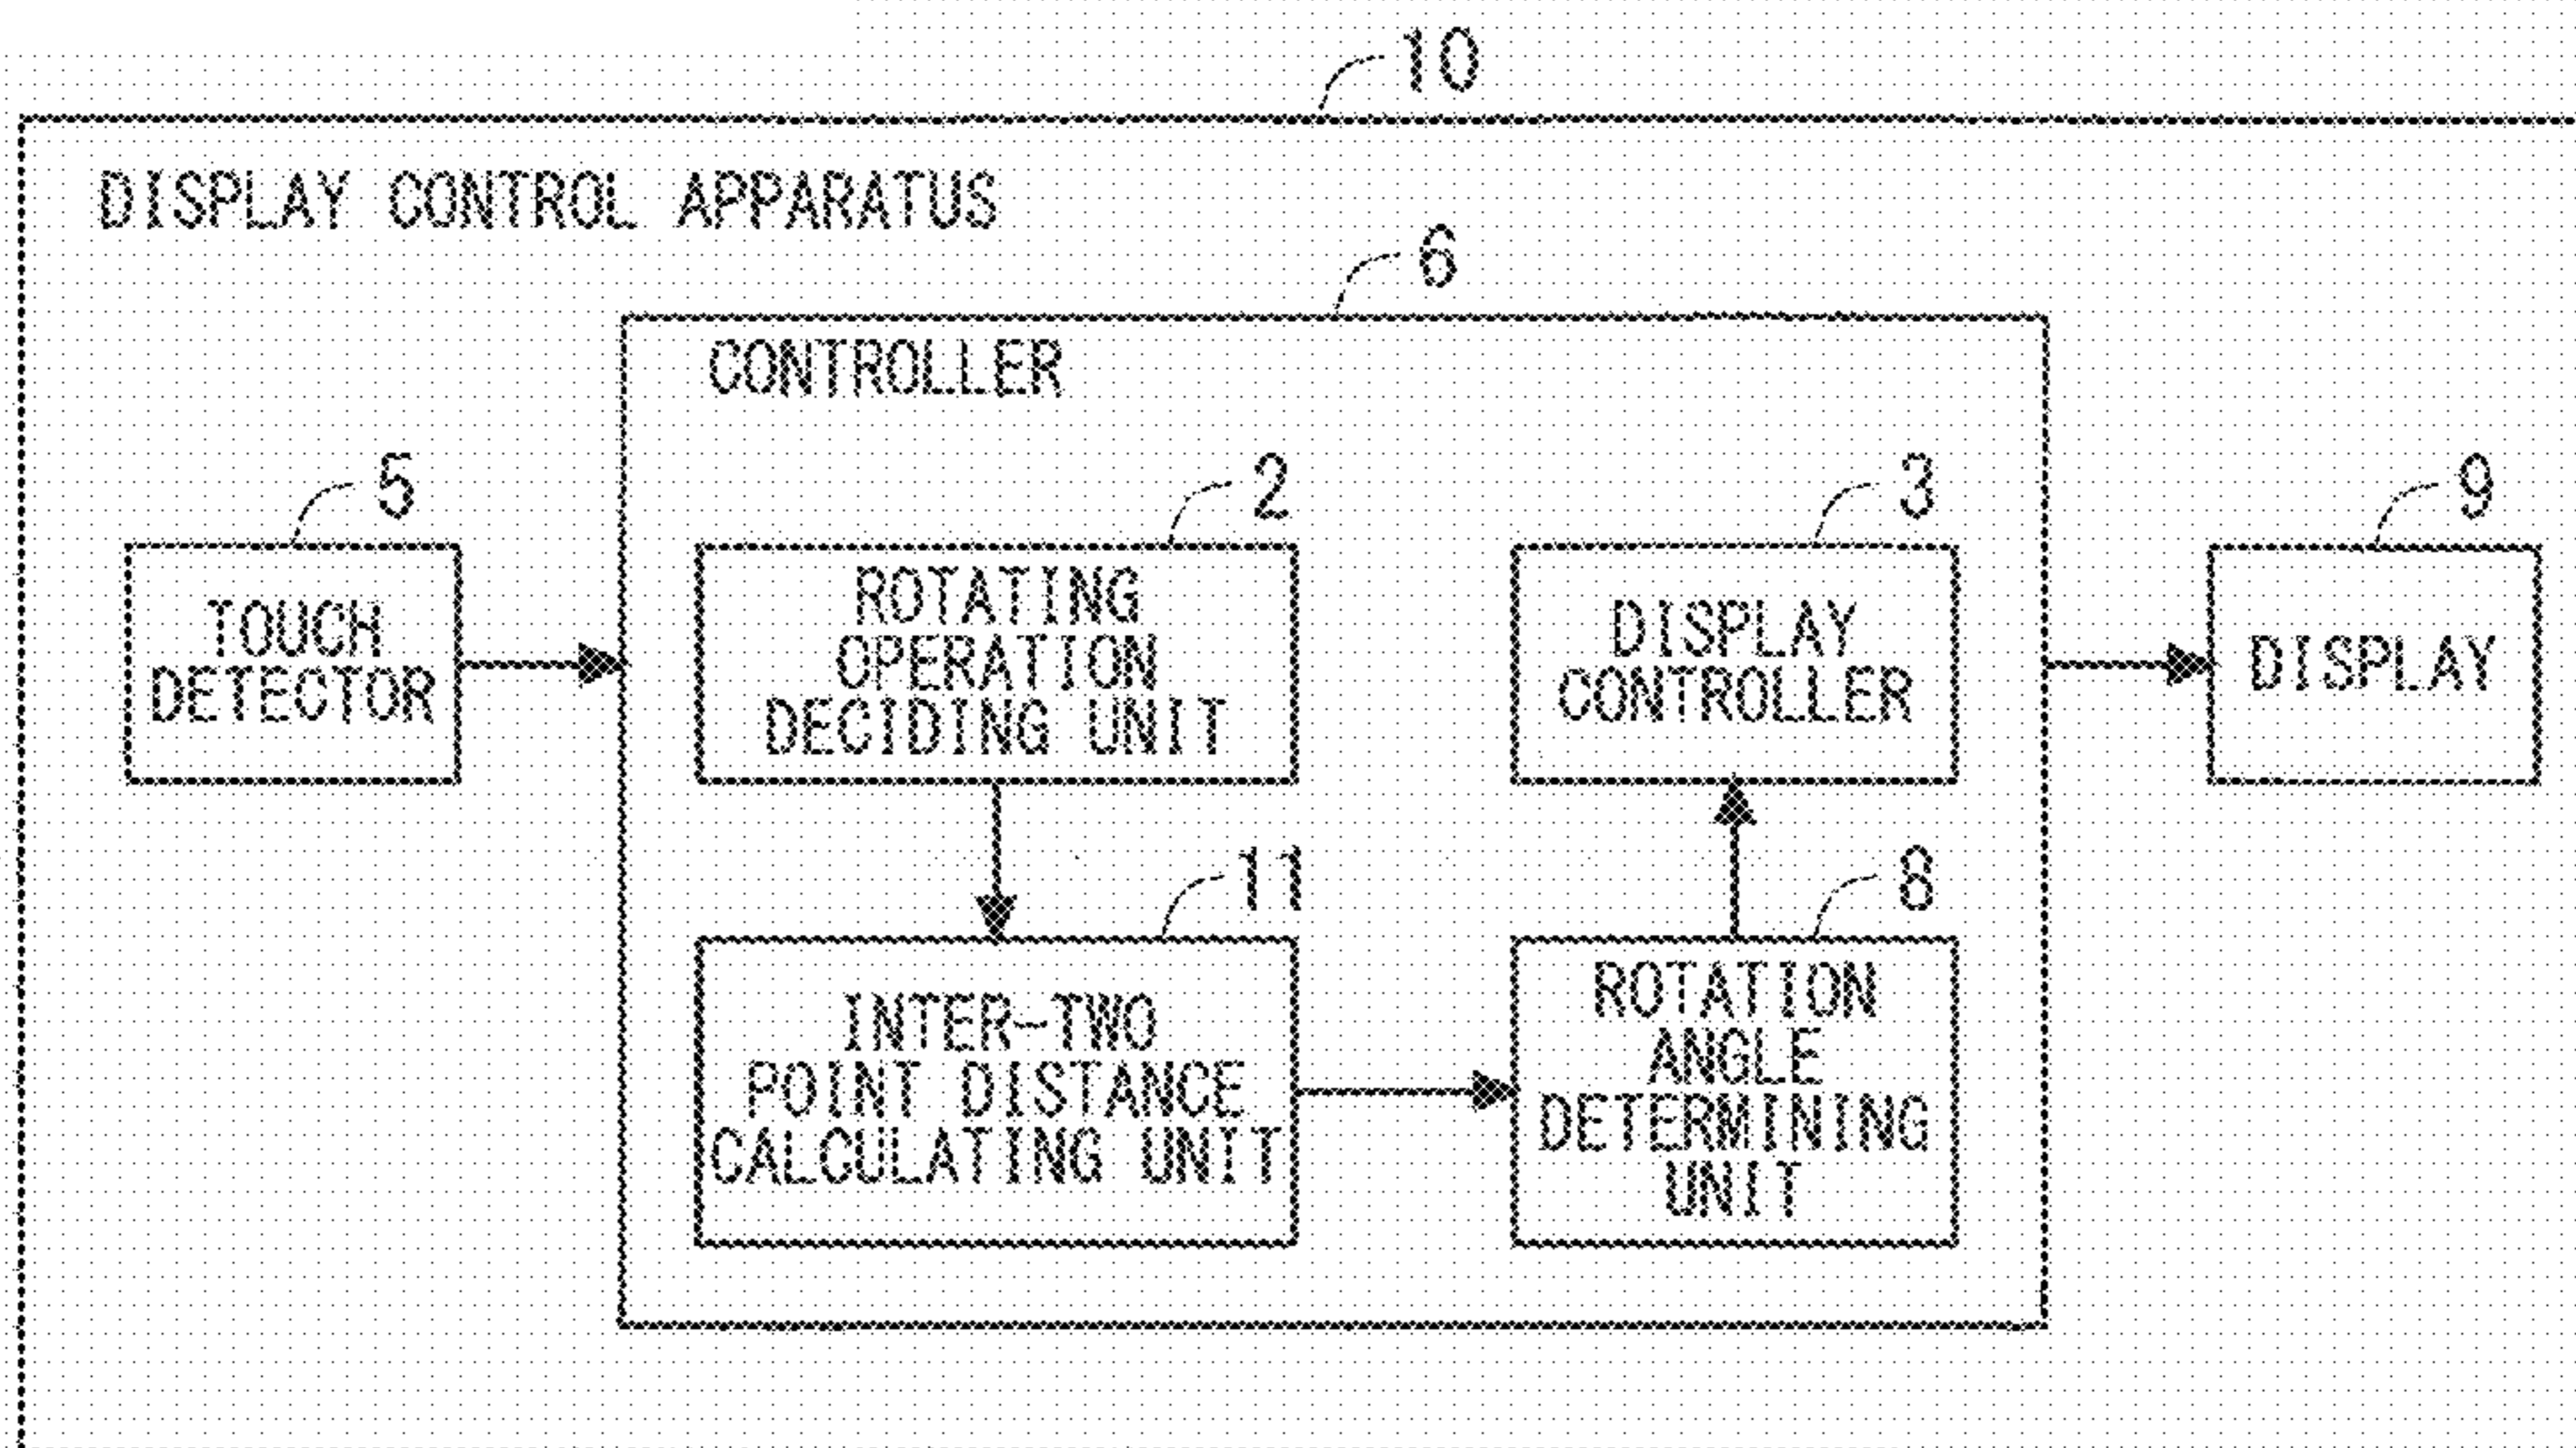 10
DISPLAY CONTROL APPARATUS
6
CONTROLLER
5
2
3
9
TOUCH
DETECTOR
ROTATING
OPERATION
DECIDING UNIT
DISPLAY
CONTROLLER
DISPLAY
11
8
INTER-TWO
POINT DISTANCE
CALCULATING UNIT
ROTATION
ANGLE
DETERMINING
UNIT